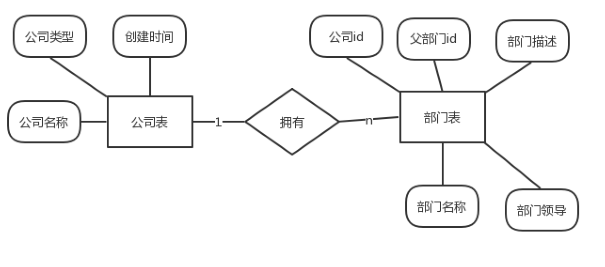 公司类型
创建时间
公司id
父部门id
部门描述
公司名称
公司表
1
拥有
n
部门表
部门名称
部门领导